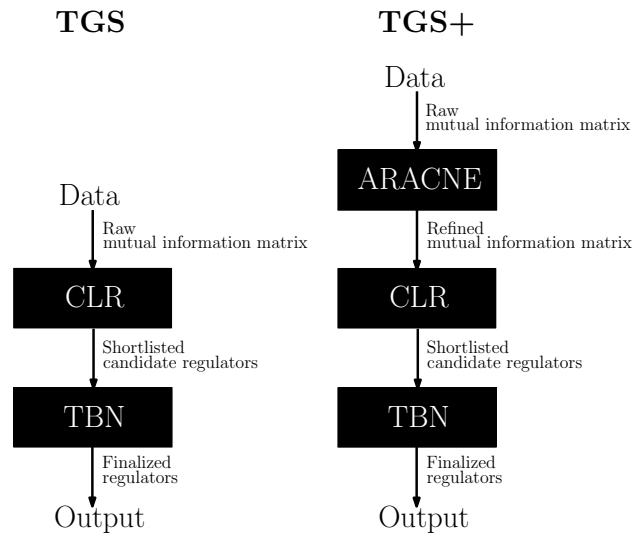 TGS
Data
Raw
mutual information matrix
CLR
Shortlisted
candidate regulators
TBN
Finalized
regulators
Output
TGS+
Data
Raw
mutual information matrix
ARACNE
Refined
mutual information matrix
CLR
Shortlisted
candidate regulators
TBN
Finalized
regulators
Output